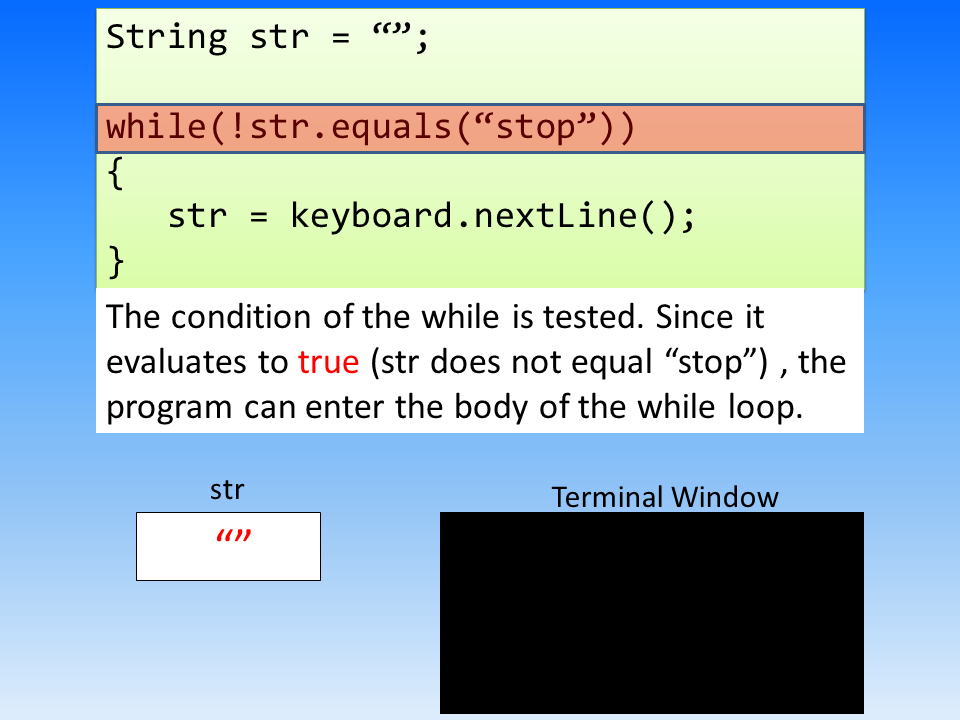 String str = “”;
while(!str.equals(“stop”))
{
str = keyboard.nextLine();
}
The condition of the while is tested. Since it
evaluates to true (str does not equal “stop”) , the
program can enter the body of the while loop.
str
Terminal Window
“”